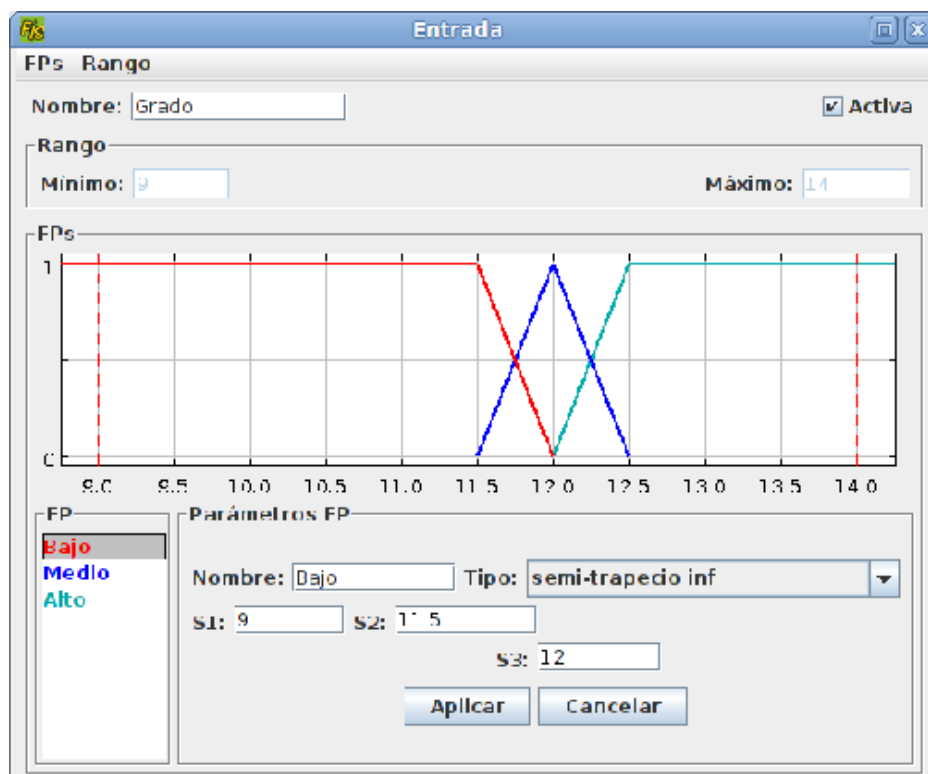 Fis Entrada
FPs Rango
Nombre: Grado Activa
Rango
Mínimo: 9 Máximo: 14
FPs
1
0
9.0 9.5 10.0 10.5 11.0 11.5 12.0 12.5 13.0 13.5 14.0
FP Parámetros FP
Bajo
Medio Nombre: Bajo Tipo: semi-trapecio inf
Alto
S1: 9 S2: 11.5
S3: 12
Aplicar Cancelar